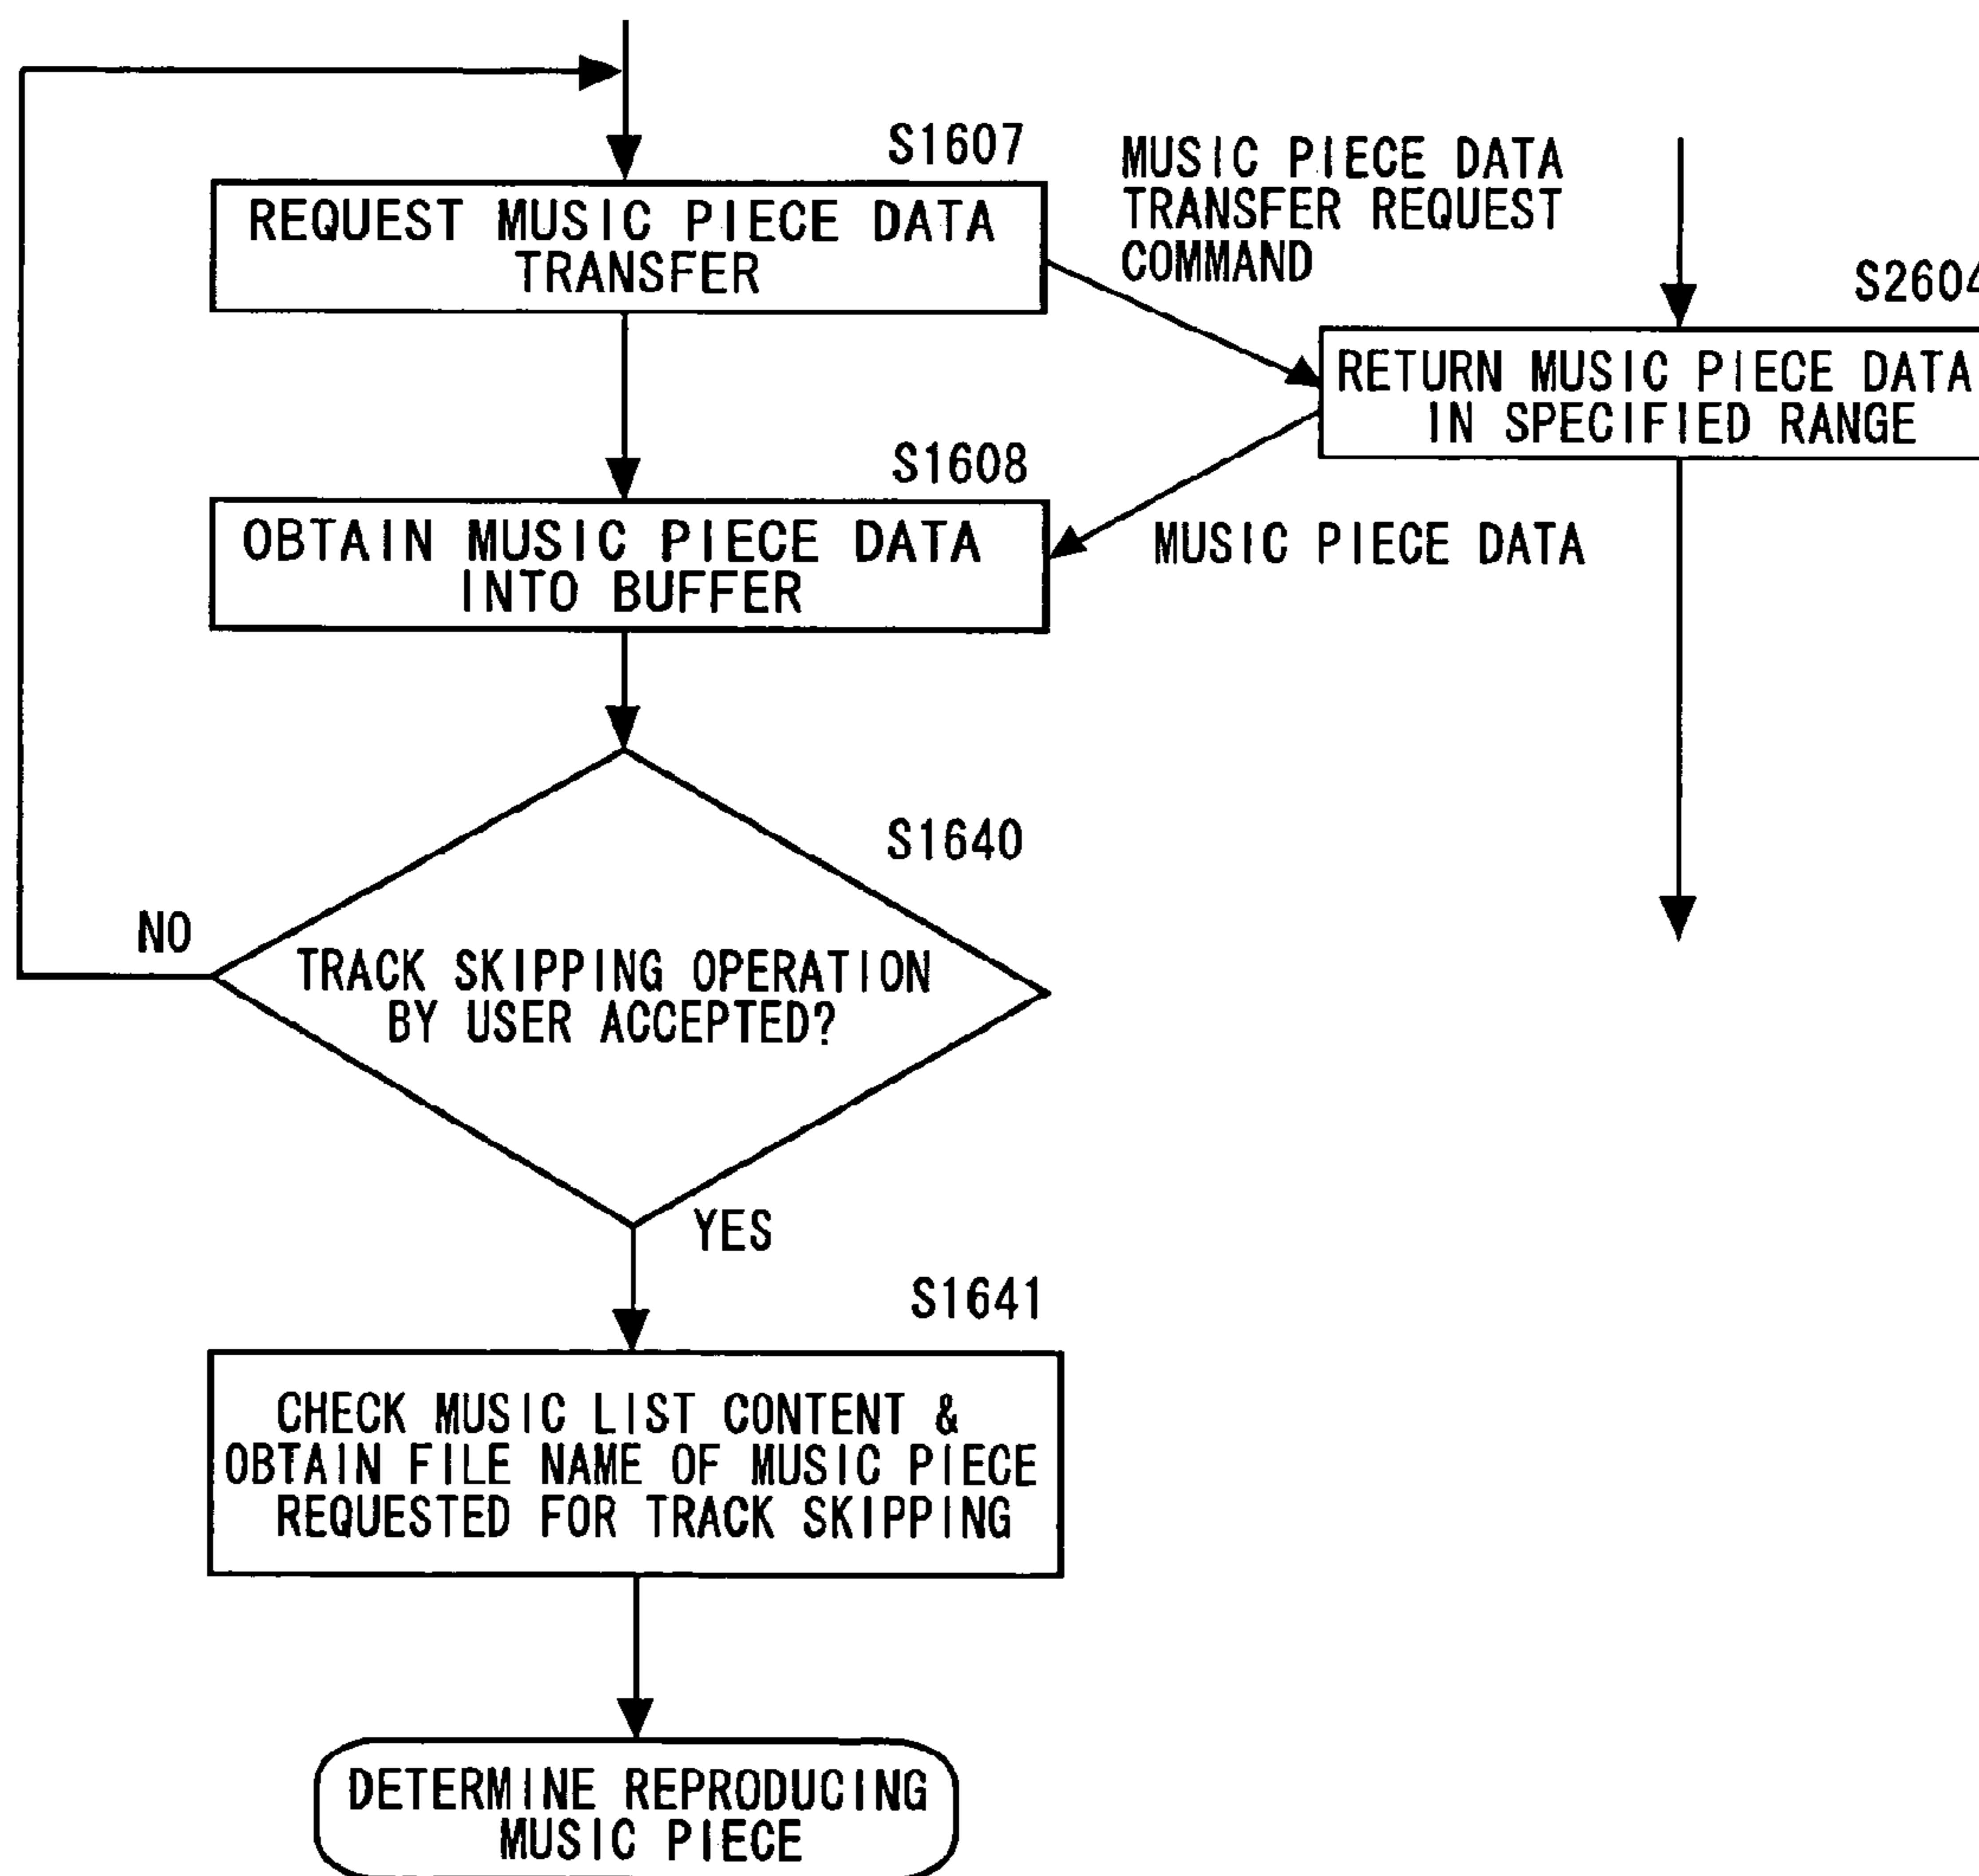 S1607
REQUEST MUSIC PIECE DATA
TRANSFER
MUSIC PIECE DATA
TRANSFER REQUEST
COMMAND
S2604
RETURN MUSIC PIECE DATA
IN SPECIFIED RANGE
S1608
OBTAIN MUSIC PIECE DATA
INTO BUFFER
MUSIC PIECE DATA
S1640
NO
TRACK SKIPPING OPERATION
BY USER ACCEPTED?
YES
S1641
CHECK MUSIC LIST CONTENT &
OBTAIN FILE NAME OF MUSIC PIECE
REQUESTED FOR TRACK SKIPPING
DETERMINE REPRODUCING
MUSIC PIECE